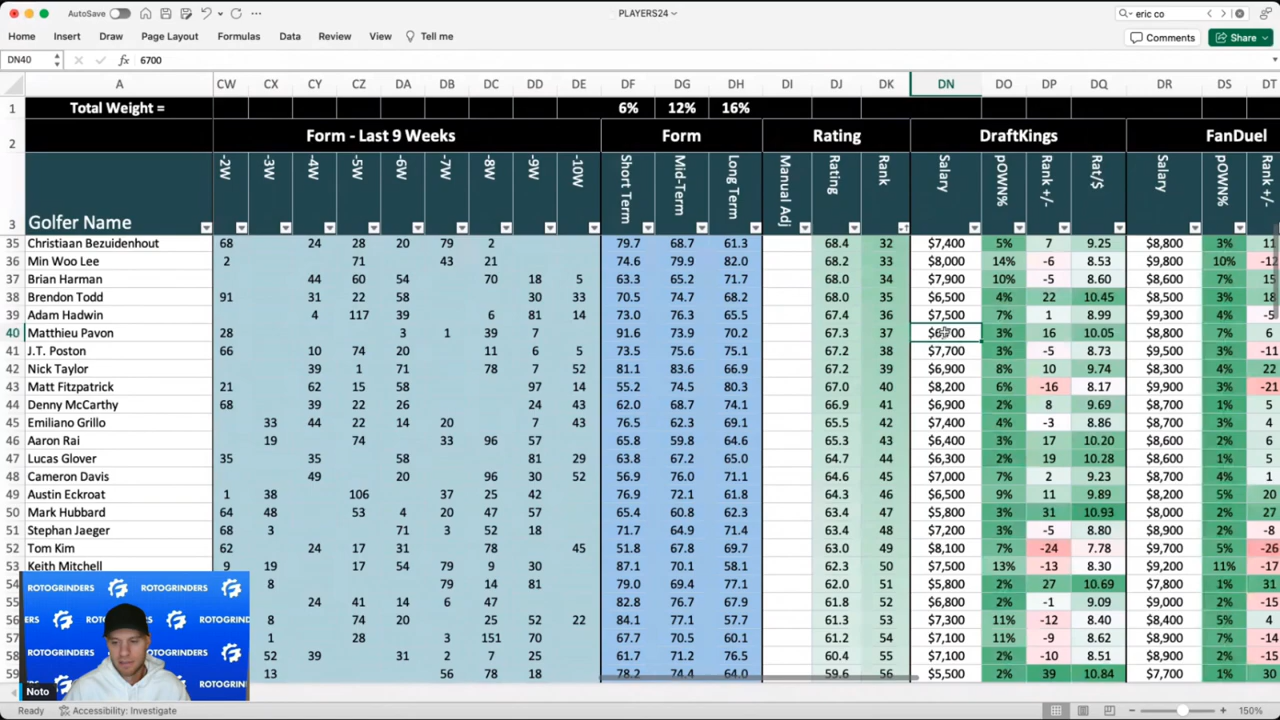 AutoSave
PLAYERS24
eric co
Home Insert Draw Page Layout Formulas Data Review View Tell me
Comments Share
DN40 fx 6700
A CW CX CY CZ DA DB DC DD DE DF DG DH DI DJ DK DN DO DP DQ DR DS DT
1 Total Weight = 6% 12% 16%
2 Form - Last 9 Weeks Form Rating DraftKings FanDuel
3 Golfer Name -2W -3W -4W -5W -6W -7W -8W -9W -10W Short Term Mid-Term Long Term Manual Adj Rating Rank Salary pOWN% Rank +/- Rat/$ Salary pOWN% Rank +/-
35 Christiaan Bezuidenhout 68 24 28 20 79 2 79.7 68.7 61.3 68.4 32 $7,400 5% 7 9.25 $8,800 3% 11
36 Min Woo Lee 2 71 43 21 74.6 79.9 82.0 68.2 33 $8,000 14% -6 8.53 $9,800 10% -12
37 Brian Harman 44 60 54 70 5 63.3 65.2 71.7 68.0 34 $7,900 10% -5 8.60 $8,600 7% 15
38 Brendon Todd 91 31 22 58 30 33 70.5 74.7 68.2 68.0 35 $6,500 4% 22 10.45 $8,500 3% 18
39 Adam Hadwin 4 117 39 6 81 14 73.0 76.5 73.3 67.4 36 $7,500 7% 1 8.99 $9,300 4% -5
40 Matthieu Pavon 28 3 1 39 7 91.6 73.9 70.2 67.3 37 $6,700 3% 16 10.05 $8,800 7% 6
41 J.T. Poston 66 10 74 20 11 6 5 73.5 75.6 75.1 67.2 38 $7,700 3% -5 8.73 $9,500 3% -11
42 Nick Taylor 39 1 71 78 7 52 81.1 83.6 66.9 67.2 39 $6,900 8% 10 9.74 $8,300 4% 22
43 Matt Fitzpatrick 21 62 15 58 97 14 55.2 74.5 80.3 67.0 40 $8,200 6% -16 8.17 $9,900 3% -21
44 Denny McCarthy 68 39 22 26 24 43 62.0 68.7 74.1 66.9 41 $6,900 2% 8 9.69 $8,700 1% 5
45 Emiliano Grillo 33 44 22 14 20 7 43 76.5 62.3 69.1 65.5 42 $7,400 4% -3 8.86 $8,700 3% 4
46 Aaron Rai 19 74 33 96 57 65.8 59.8 64.6 65.3 43 $6,400 3% 17 10.20 $8,600 2% 6
47 Lucas Glover 35 35 58 29 63.8 67.2 65.0 64.7 44 $6,300 2% 19 10.28 $8,600 1% 5
48 Cameron Davis 49 20 96 30 52 56.9 76.0 71.1 64.6 45 $7,000 7% 2 9.23 $8,700 4% 1
49 Austin Eckroat 1 38 106 37 25 42 76.9 72.1 61.8 64.3 46 $6,500 9% 11 9.89 $8,200 5% 20
50 Mark Hubbard 64 48 53 4 20 47 57 65.4 60.8 62.3 63.4 47 $5,800 3% 31 10.93 $8,000 2% 27
51 Stephan Jaeger 68 3 71 3 52 18 71.7 64.9 71.4 63.4 48 $7,200 3% -5 8.80 $8,900 2% -8
52 Tom Kim 62 24 17 31 78 45 51.8 67.8 69.7 63.0 49 $8,100 7% -24 7.78 $9,700 5% -26
53 Keith Mitchell 9 19 17 54 79 9 30 87.1 70.1 58.1 62.3 50 $7,500 13% -13 8.30 $9,200 11% -17
54 8 79 14 81 79.0 69.4 77.1 62.0 51 $5,800 2% 27 10.69 $7,800 1% 31
55 24 41 14 6 47 82.8 76.7 67.9 61.8 52 $6,800 2% -1 9.09 $9,000 2% -15
56 8 74 20 25 52 22 84.1 77.1 57.7 61.3 53 $7,300 11% -12 8.40 $8,400 5% 4
57 1 28 3 151 70 67.7 70.5 60.1 61.2 54 $7,100 11% -9 8.62 $8,900 7% -14
58 52 39 31 2 7 61.7 71.2 76.5 60.4 55 $7,100 2% -10 8.51 $8,900 2% -15
59 13 56 78 18 78.2 74.4 64.0 59.6 56 $5,500 2% 39 10.84 $7,700 1% 30
ROTOGRINDERS
Noto
Ready Accessibility: Investigate 150%